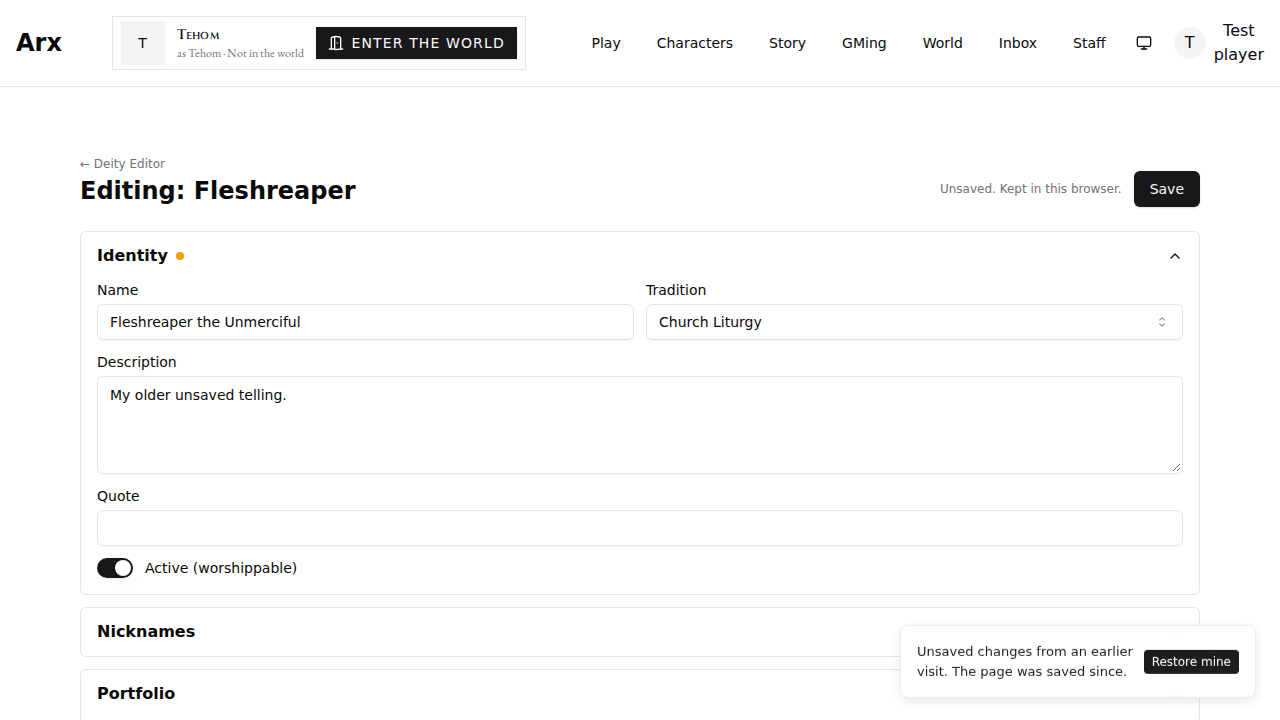 Arx
T
Tehom
as Tehom · Not in the world
ENTER THE WORLD
Play
Characters
Story
GMing
World
Inbox
Staff
T
Test player
← Deity Editor
Editing: Fleshreaper
Unsaved. Kept in this browser.
Save
Identity
Name
Tradition
Fleshreaper the Unmerciful
Church Liturgy
Description
My older unsaved telling.
Quote
Active (worshippable)
Nicknames
Unsaved changes from an earlier
visit. The page was saved since.
Restore mine
Portfolio